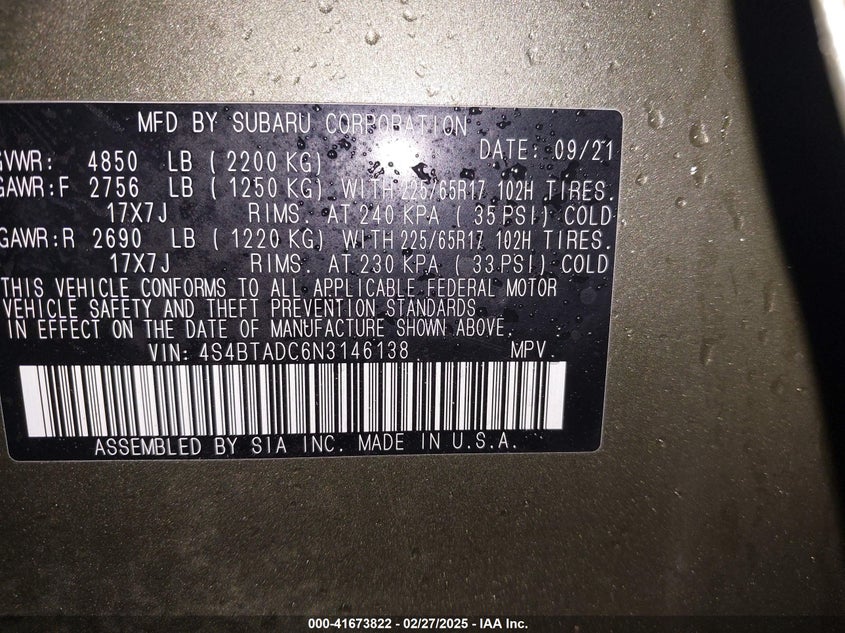 MFD BY SUBARU CORPORATION
DATE: 09/21
GVWR: 4850 LB ( 2200 KG)
GAWR:F 2756 LB ( 1250 KG) WITH 225/65R17 102H TIRES.
17X7J RIMS. AT 240 KPA ( 35 PSI) COLD
GAWR:R 2690 LB ( 1220 KG) WITH 225/65R17 102H TIRES.
17X7J RIMS. AT 230 KPA ( 33 PSI) COLD
THIS VEHICLE CONFORMS TO ALL APPLICABLE FEDERAL MOTOR
VEHICLE SAFETY AND THEFT PREVENTION STANDARDS
IN EFFECT ON THE DATE OF MANUFACTURE SHOWN ABOVE.
VIN: 4S4BTADC6N3146138 MPV
ASSEMBLED BY SIA INC. MADE IN U.S.A.
000-41673822 - 02/27/2025 - IAA Inc.